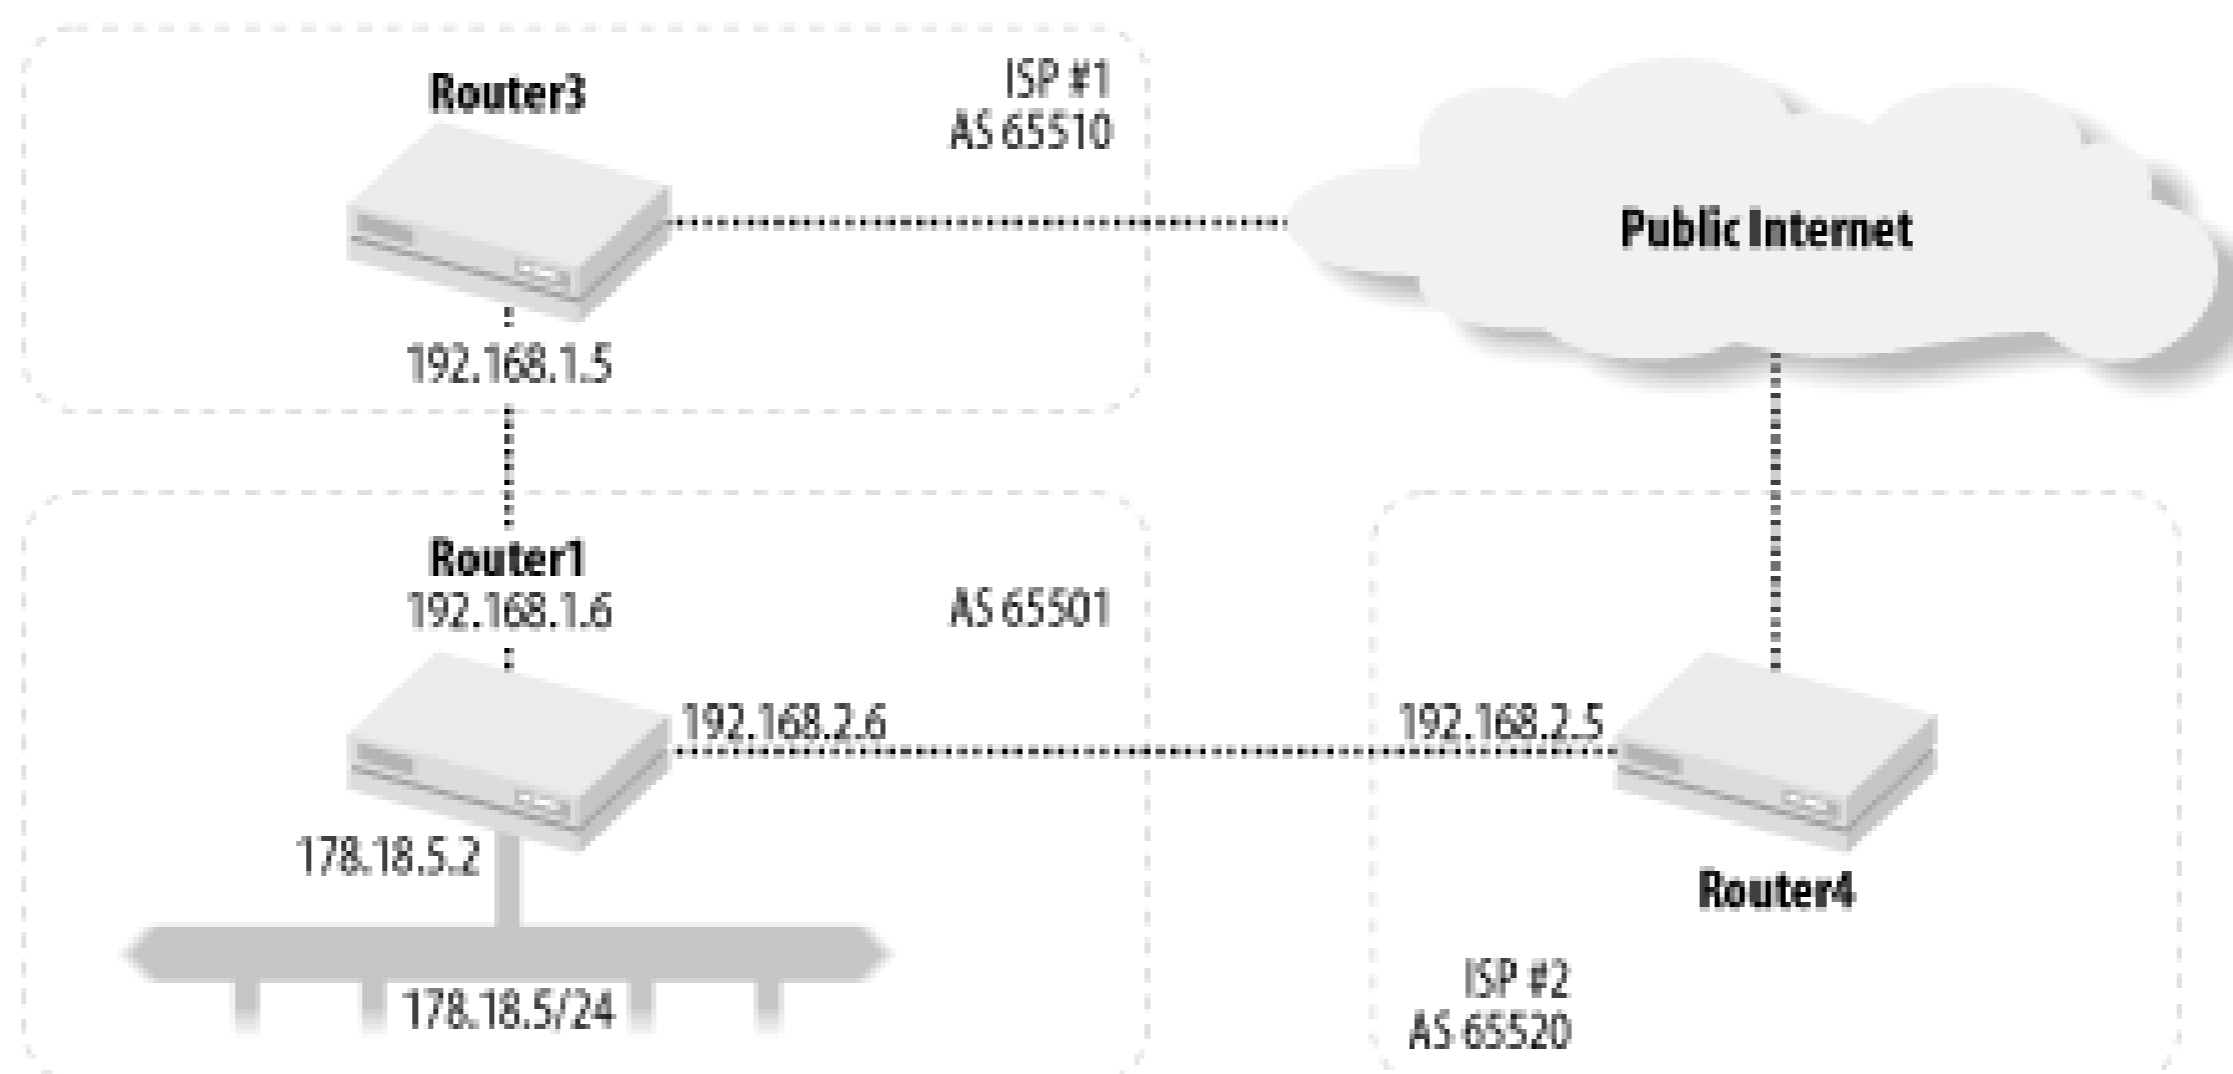 Router3
ISP #1
AS 65510
Public Internet
192.168.1.5
Router1
192.168.1.6
AS 65501
192.168.2.6
192.168.2.5
178.18.5.2
Router4
178.18.5/24
ISP #2
AS 65520